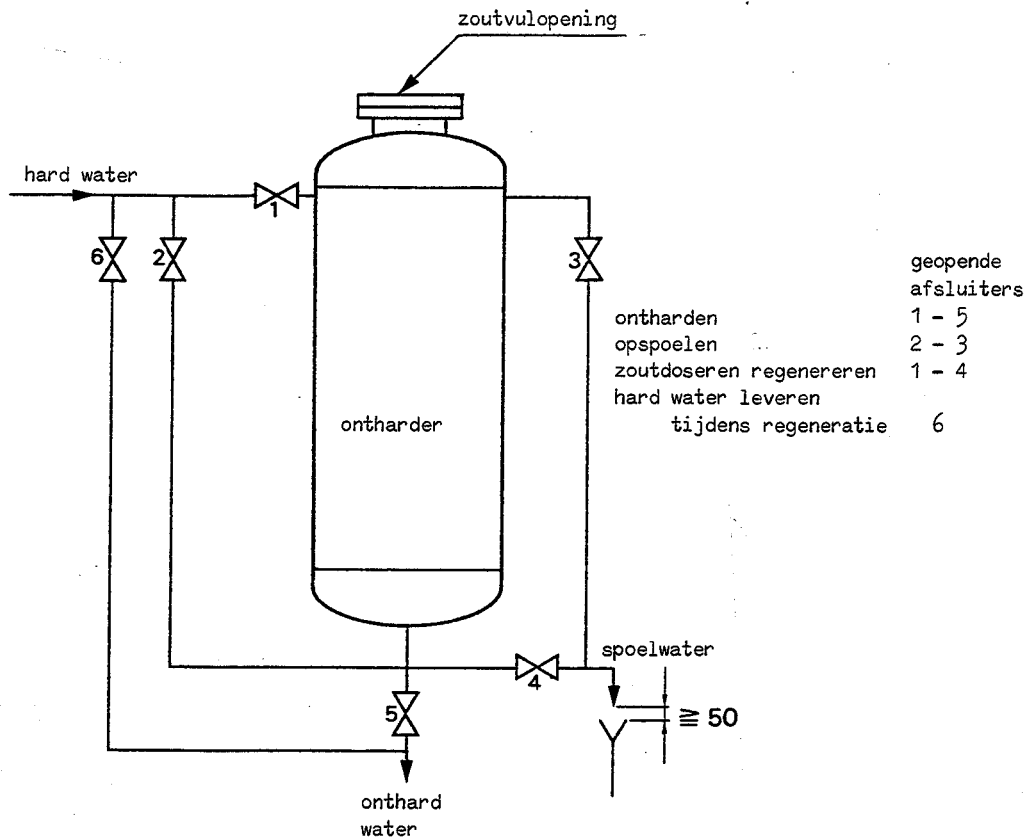 zoutvulopening
hard water
1
6
2
3
geopende
afsluiters
ontharden 1 - 5
opspoelen 2 - 3
zoutdoseren regenereren 1 - 4
hard water leveren
tijdens regeneratie 6
ontharder
spoelwater
4
5
≧ 50
onthard
water